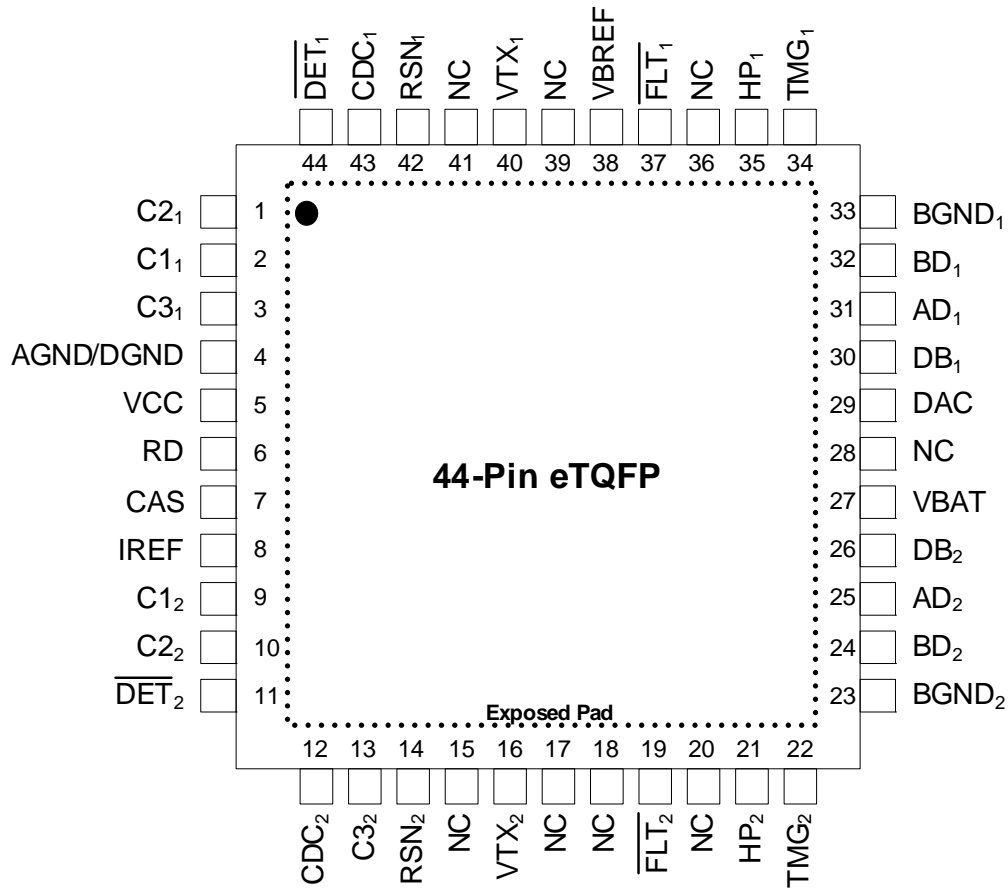 D̅E̅T̅₁ CDC₁ RSN₁ NC VTX₁ NC VBREF F̅L̅T̅₁ NC HP₁ TMG₁
44 43 42 41 40 39 38 37 36 35 34
C2₁ 1 33 BGND₁
C1₁ 2 32 BD₁
C3₁ 3 31 AD₁
AGND/DGND 4 30 DB₁
VCC 5 29 DAC
RD 6 28 NC
44-Pin eTQFP
CAS 7 27 VBAT
IREF 8 26 DB₂
C1₂ 9 25 AD₂
C2₂ 10 24 BD₂
D̅E̅T̅₂ 11 23 BGND₂
Exposed Pad
12 13 14 15 16 17 18 19 20 21 22
CDC₂ C3₂ RSN₂ NC VTX₂ NC NC F̅L̅T̅₂ NC HP₂ TMG₂